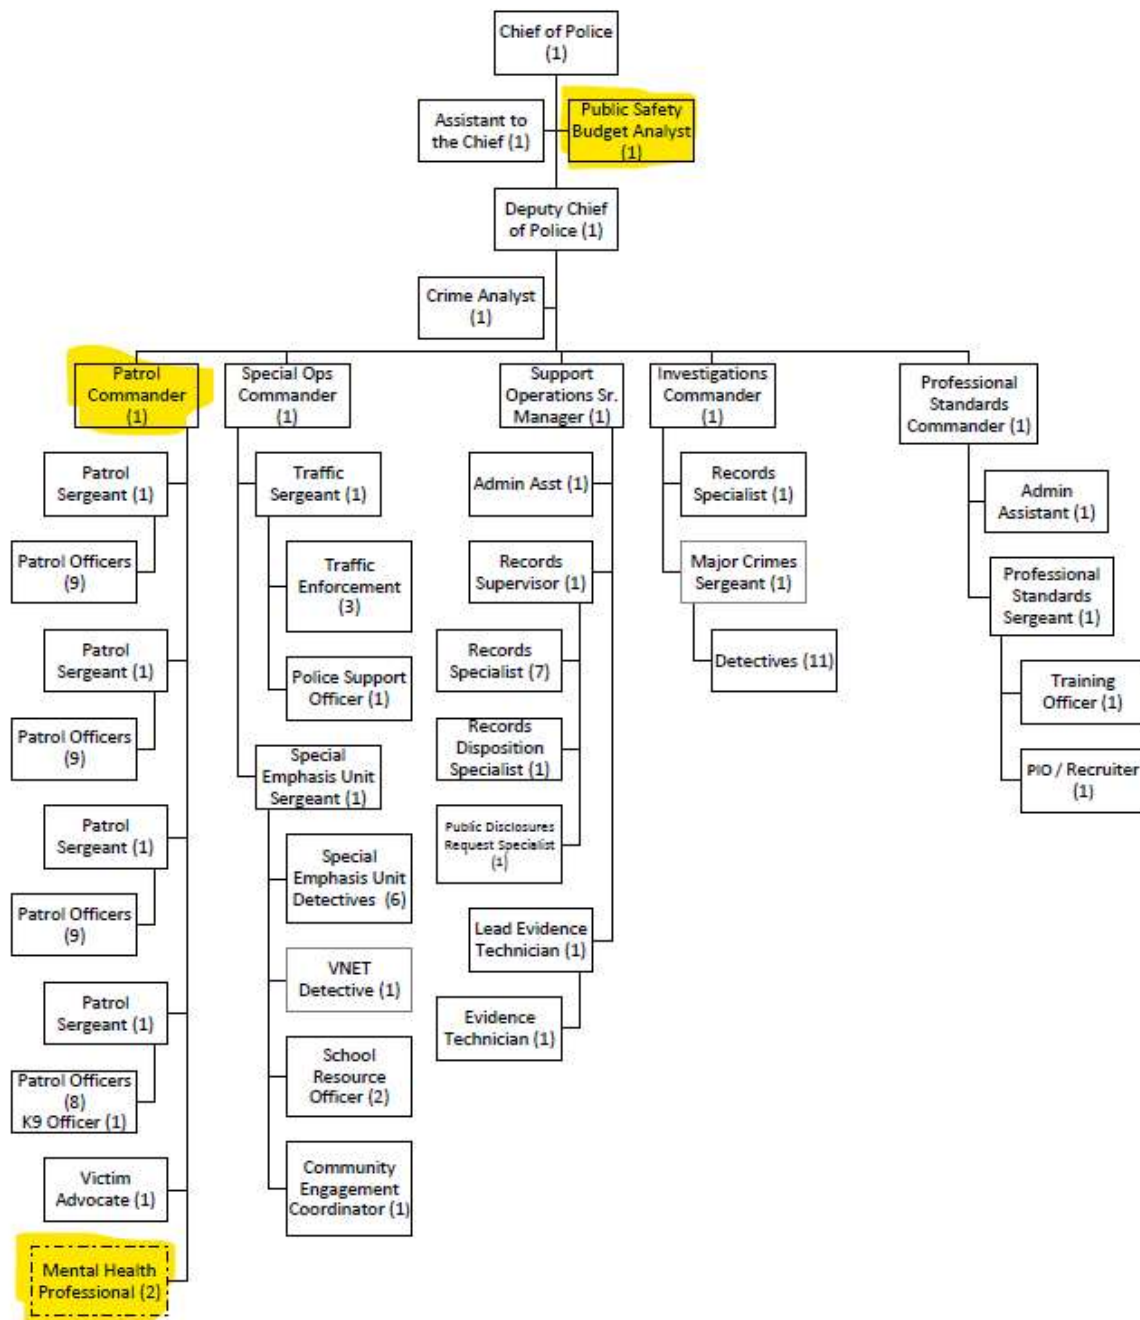 Chief of Police
(1)
Assistant to
the Chief (1)
Public Safety
Budget Analyst
(1)
Deputy Chief
of Police (1)
Crime Analyst
(1)
Patrol
Commander
(1)
Patrol
Sergeant (1)
Patrol Officers
(9)
Patrol
Sergeant (1)
Patrol Officers
(9)
Patrol
Sergeant (1)
Patrol Officers
(9)
Patrol
Sergeant (1)
Patrol Officers
(8)
K9 Officer (1)
Victim
Advocate (1)
Mental Health
Professional (2)
Special Ops
Commander
(1)
Traffic
Sergeant (1)
Traffic
Enforcement
(3)
Police Support
Officer (1)
Special
Emphasis Unit
Sergeant (1)
Special
Emphasis Unit
Detectives (6)
VNET
Detective (1)
School
Resource
Officer (2)
Community
Engagement
Coordinator (1)
Support
Operations Sr.
Manager (1)
Admin Asst (1)
Records
Supervisor (1)
Records
Specialist (7)
Records
Disposition
Specialist (1)
Public Disclosures
Request Specialist
(1)
Lead Evidence
Technician (1)
Evidence
Technician (1)
Investigations
Commander
(1)
Records
Specialist (1)
Major Crimes
Sergeant (1)
Detectives (11)
Professional
Standards
Commander (1)
Admin
Assistant (1)
Professional
Standards
Sergeant (1)
Training
Officer (1)
PIO / Recruiter
(1)